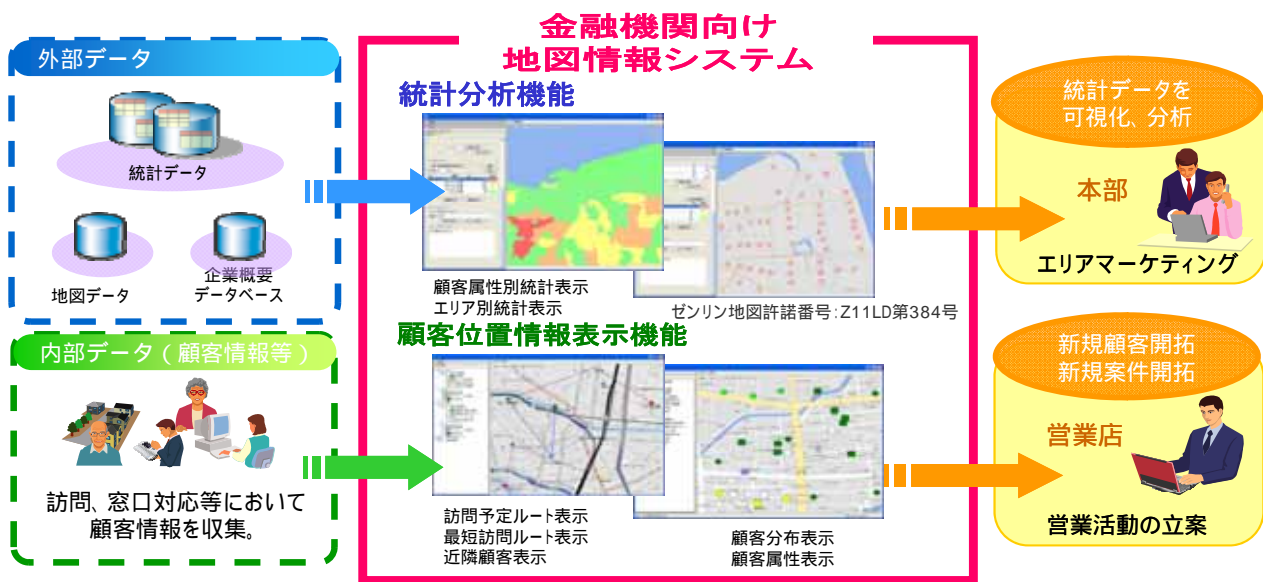 金融機関向け
地図情報システム
外部データ
統計データ
地図データ
企業概要
データベース
内部データ(顧客情報等)
訪問、窓口対応等において
顧客情報を収集。
統計分析機能
顧客属性別統計表示
エリア別統計表示
ゼンリン地図許諾番号:Z11LD第384号
顧客位置情報表示機能
訪問予定ルート表示
最短訪問ルート表示
近隣顧客表示
顧客分布表示
顧客属性表示
統計データを
可視化、分析
本部
エリアマーケティング
新規顧客開拓
新規案件開拓
営業店
営業活動の立案